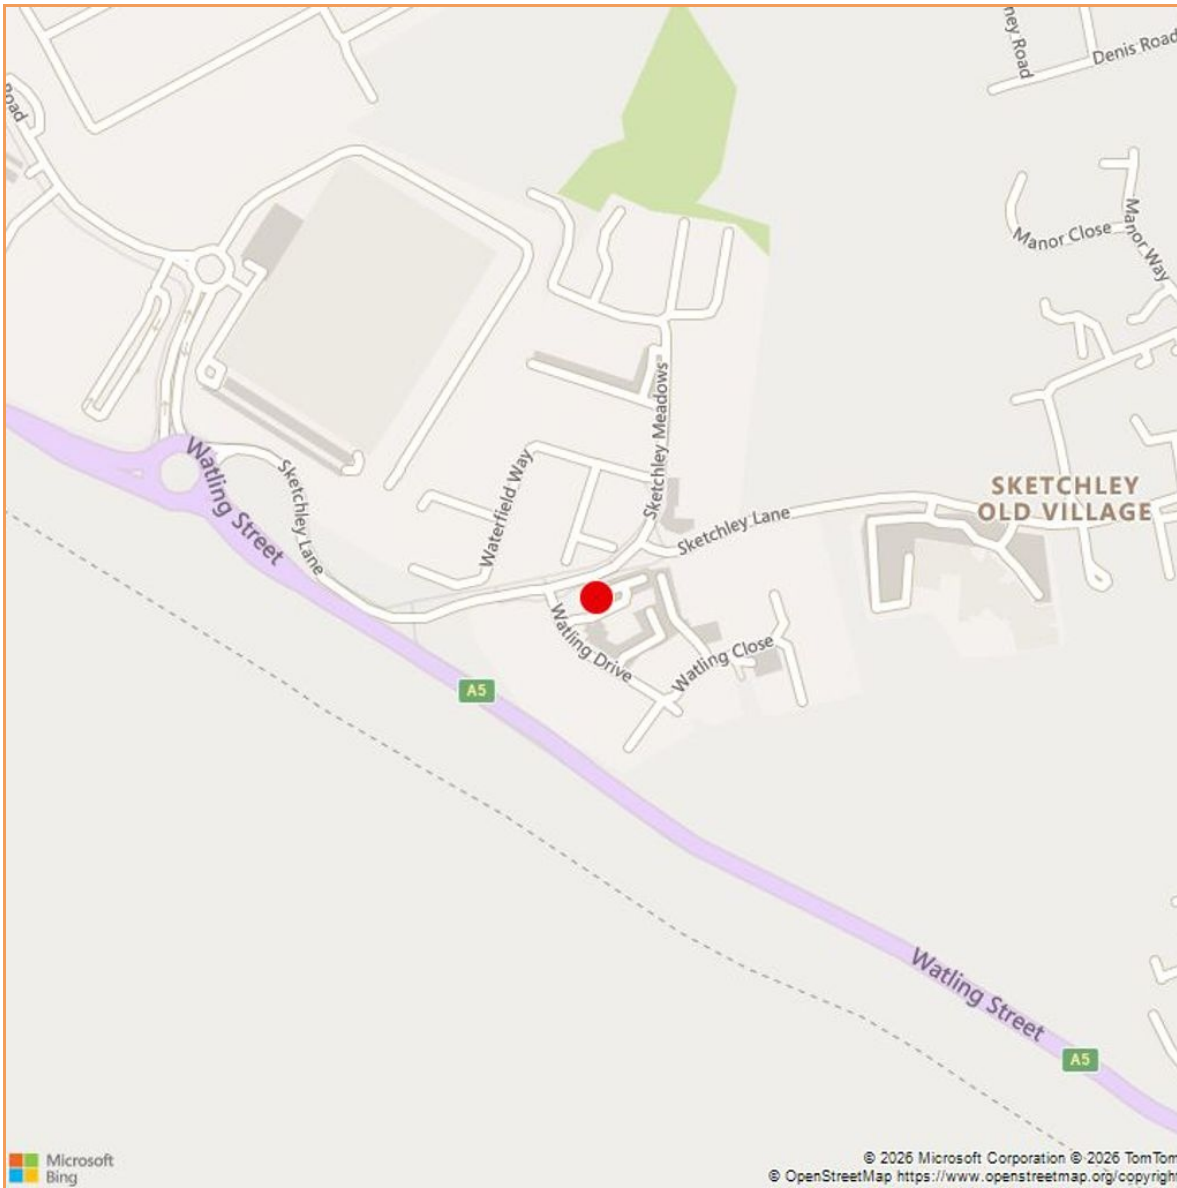 ney Road
Denis Road
Road
Manor Close
Manor Way
Sketchley Meadows
Watling Street
Sketchley Lane
Waterfield Way
Sketchley Lane
SKETCHLEY
OLD VILLAGE
Watling Drive
Watling Close
A5
Watling Street
A5
Microsoft
Bing
© 2026 Microsoft Corporation © 2026 TomTom
© OpenStreetMap https://www.openstreetmap.org/copyright